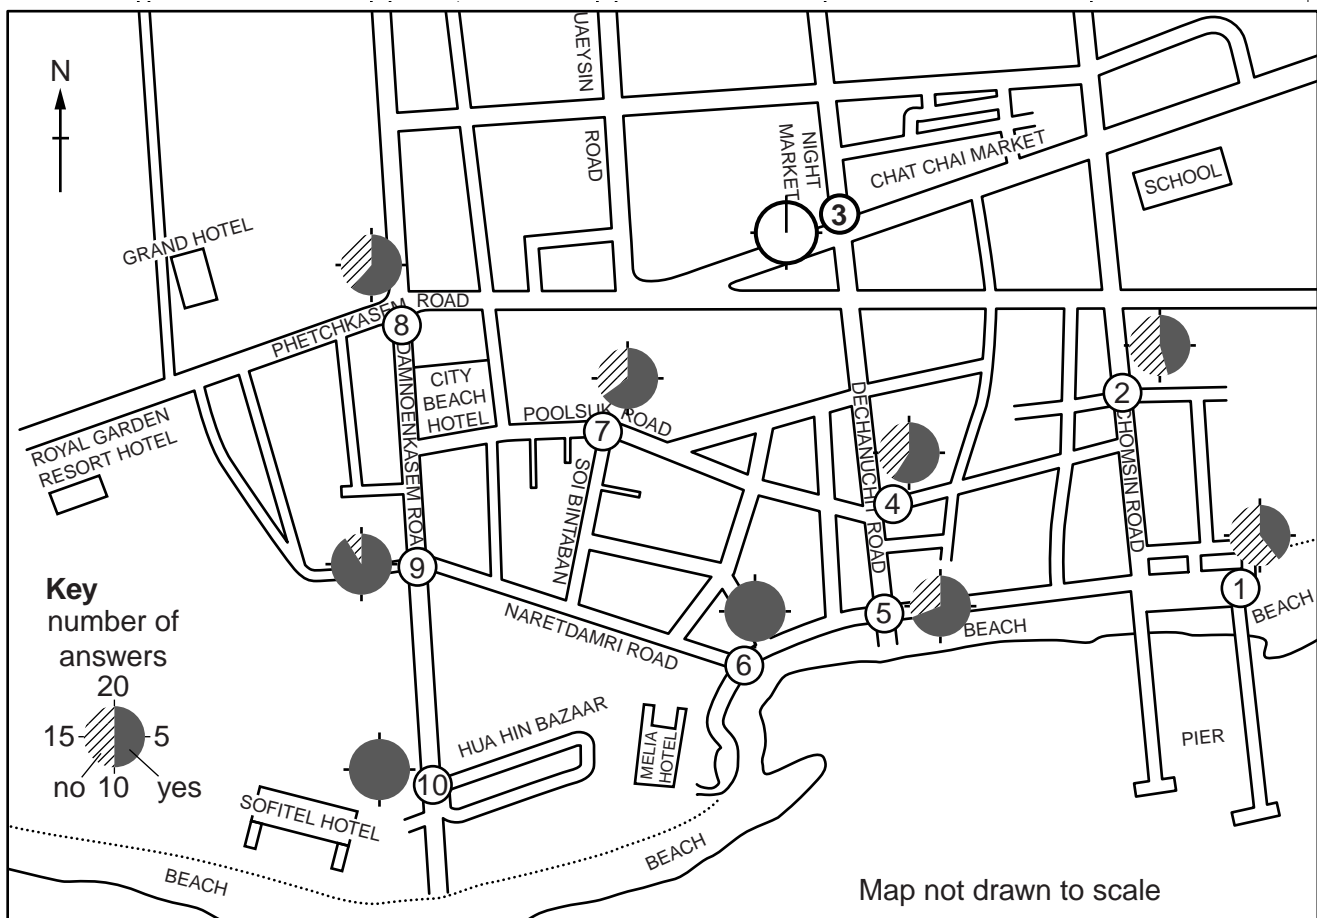 N
UAEYSIN
ROAD
NIGHT
MARKET
3
CHAT CHAI MARKET
SCHOOL
GRAND HOTEL
PHETCHKASEM ROAD
8
DAMNOENKASEM ROA
CITY
BEACH
HOTEL
POOLSUK ROAD
7
SOI BINTABAN
DECHANUCHIT ROAD
4
2
CHOMSIN ROAD
ROYAL GARDEN
RESORT HOTEL
9
NARETDAMRI ROAD
6
5
BEACH
1
BEACH
Key
number of
answers
20
15
5
no
10
yes
HUA HIN BAZAAR
MELIA
HOTEL
PIER
10
SOFITEL HOTEL
BEACH
BEACH
Map not drawn to scale